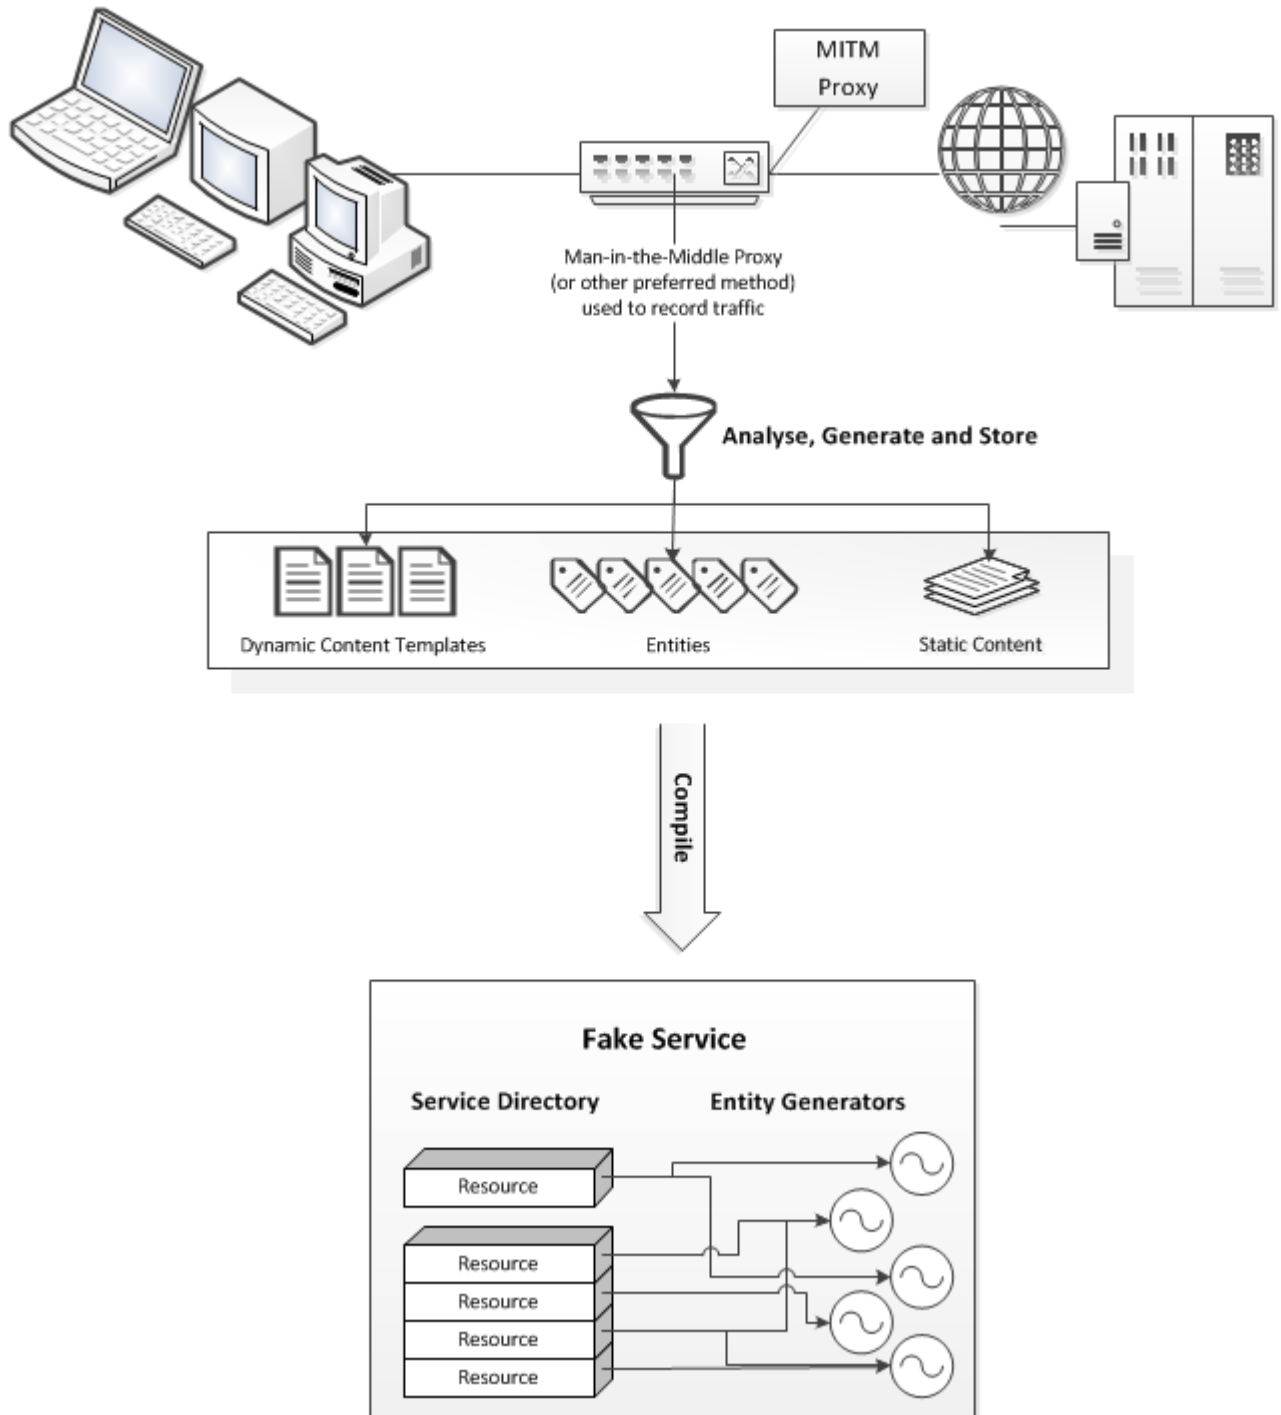 MITM
Proxy
Man-in-the-Middle Proxy
(or other preferred method)
used to record traffic
Analyse, Generate and Store
Dynamic Content Templates
Entities
Static Content
Compile
Fake Service
Service Directory
Entity Generators
Resource
Resource
Resource
Resource
Resource